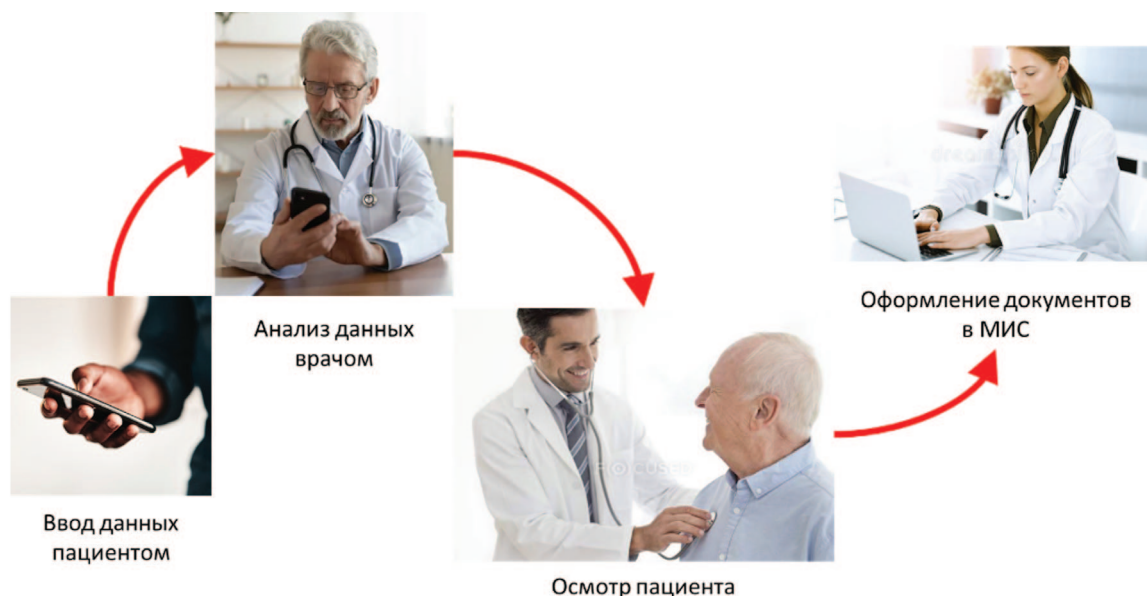 Ввод данных
пациентом
Анализ данных
врачом
Осмотр пациента
Оформление документов
в МИС